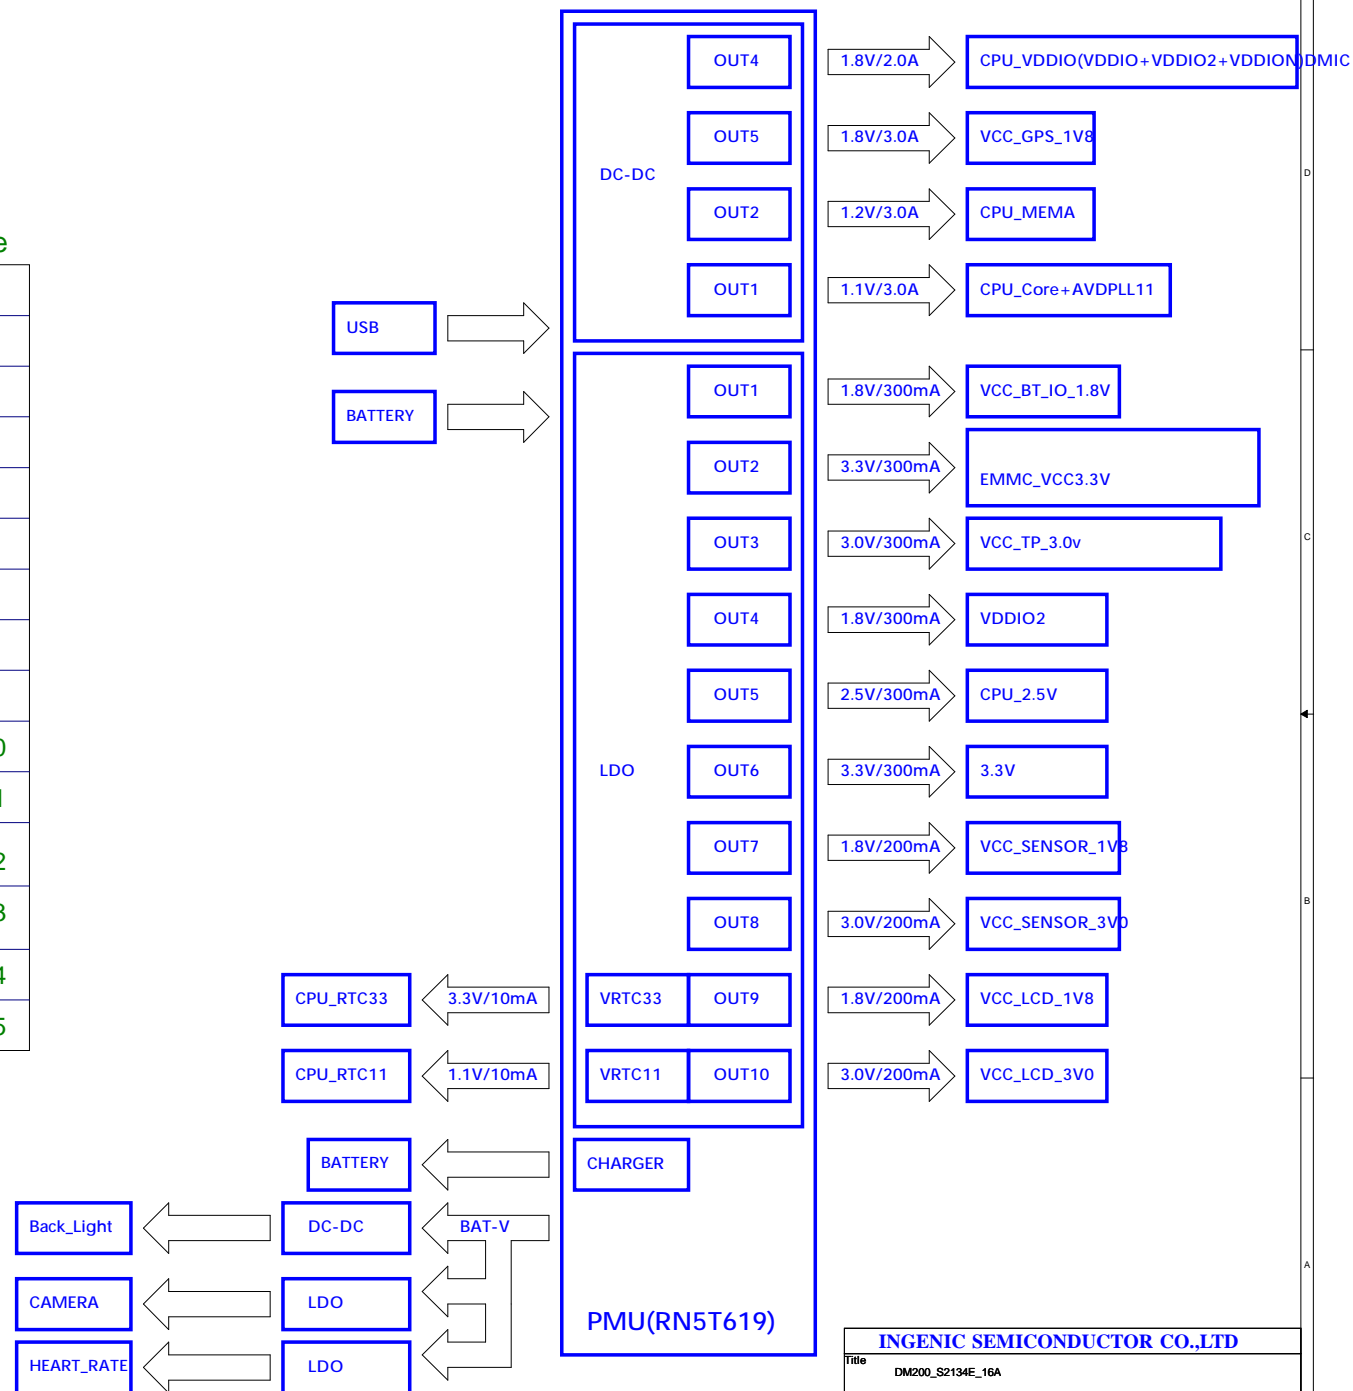 OUT4 1.8V/2.0A CPU_VDDIO(VDDIO+VDDIO2+VDDION)DMIC
OUT5 1.8V/3.0A VCC_GPS_1V8
DC-DC
D
OUT2 1.2V/3.0A CPU_MEMA
e
OUT1 1.1V/3.0A CPU_Core+AVDPLL11
USB
OUT1 1.8V/300mA VCC_BT_IO_1.8V
BATTERY
OUT2 3.3V/300mA EMMC_VCC3.3V
OUT3 3.0V/300mA VCC_TP_3.0v
C
OUT4 1.8V/300mA VDDIO2
OUT5 2.5V/300mA CPU_2.5V
0
LDO OUT6 3.3V/300mA 3.3V
1
OUT7 1.8V/200mA VCC_SENSOR_1V8
2
B
3
OUT8 3.0V/200mA VCC_SENSOR_3V0
4
CPU_RTC33 3.3V/10mA VRTC33 OUT9 1.8V/200mA VCC_LCD_1V8
5
CPU_RTC11 1.1V/10mA VRTC11 OUT10 3.0V/200mA VCC_LCD_3V0
BATTERY CHARGER
Back_Light DC-DC BAT-V
A
CAMERA LDO
PMU(RN5T619)
INGENIC SEMICONDUCTOR CO.,LTD
HEART_RATE LDO
Title
DM200_S2134E_16A